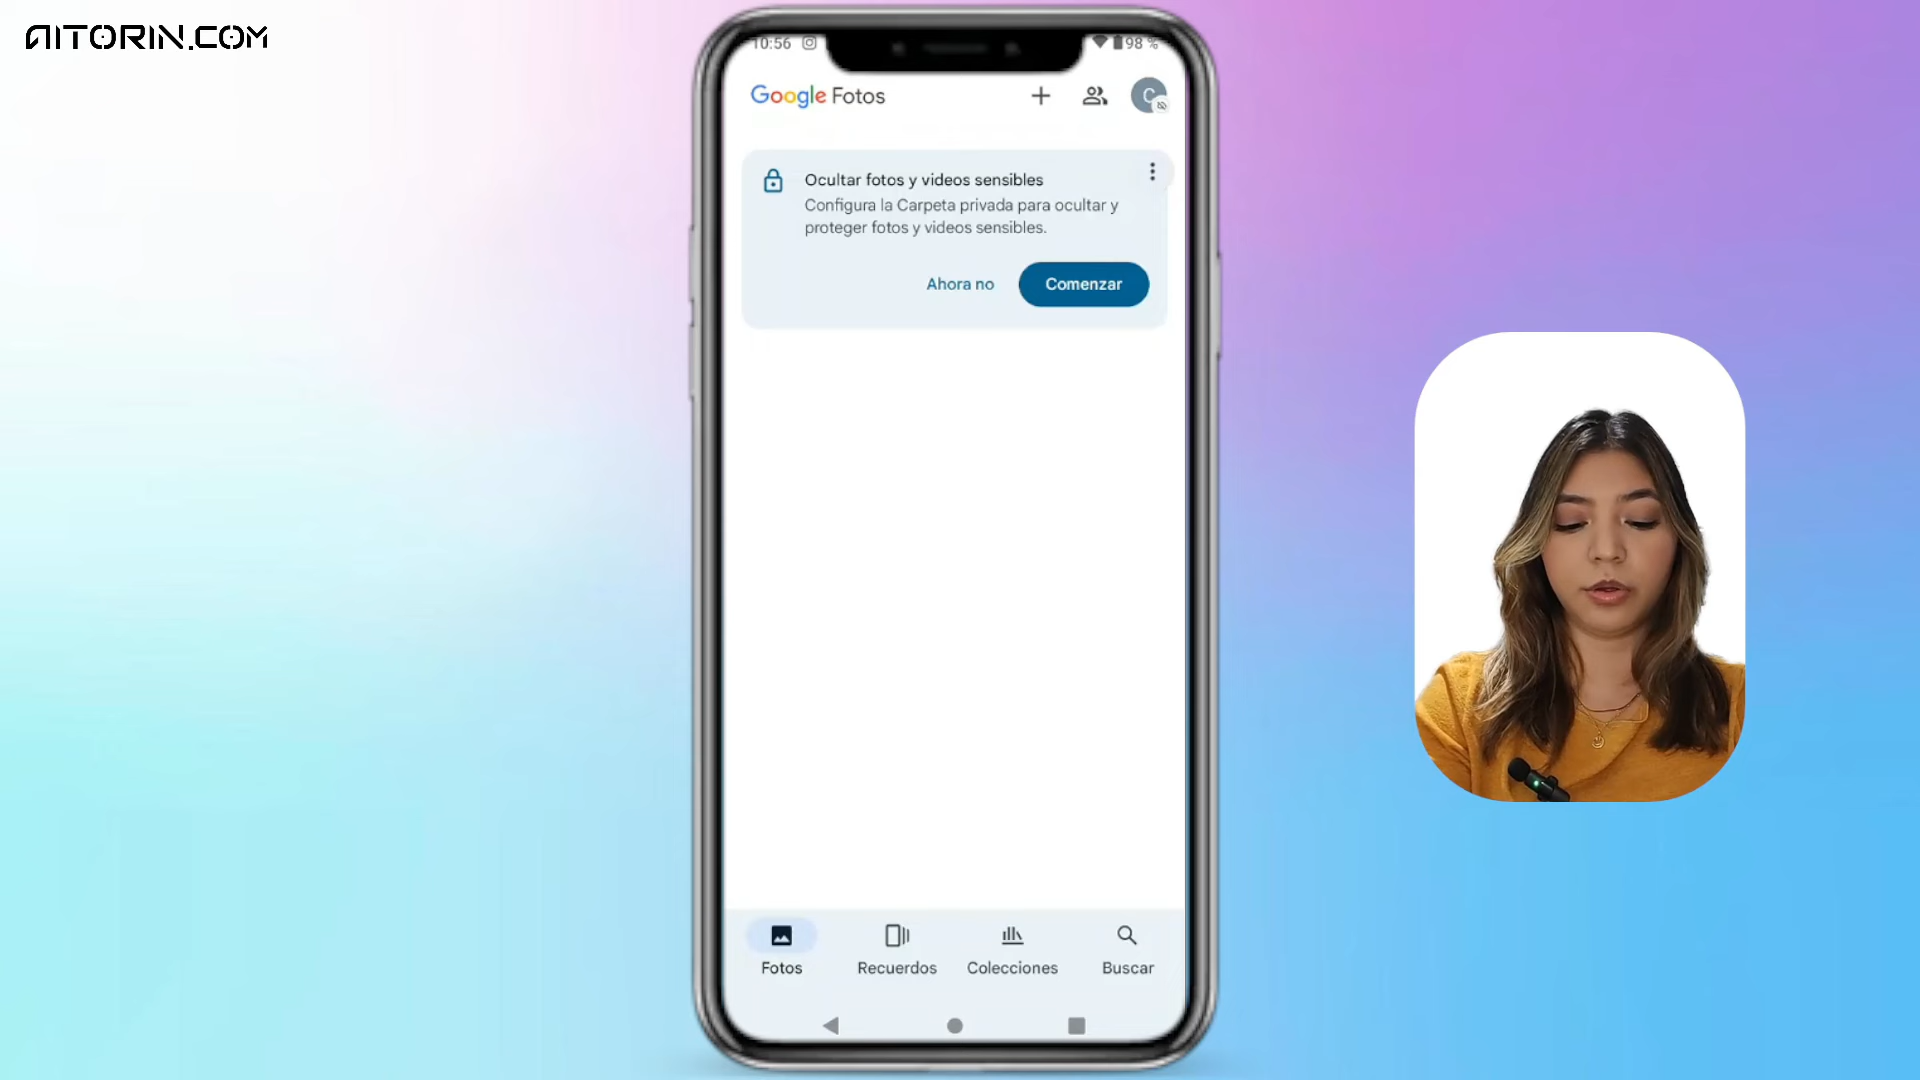 AITORIN.COM
10:56
98 %
Google Fotos
C
Ocultar fotos y videos sensibles
Configura la Carpeta privada para ocultar y
proteger fotos y videos sensibles.
Ahora no
Comenzar
Fotos
Recuerdos
Colecciones
Buscar